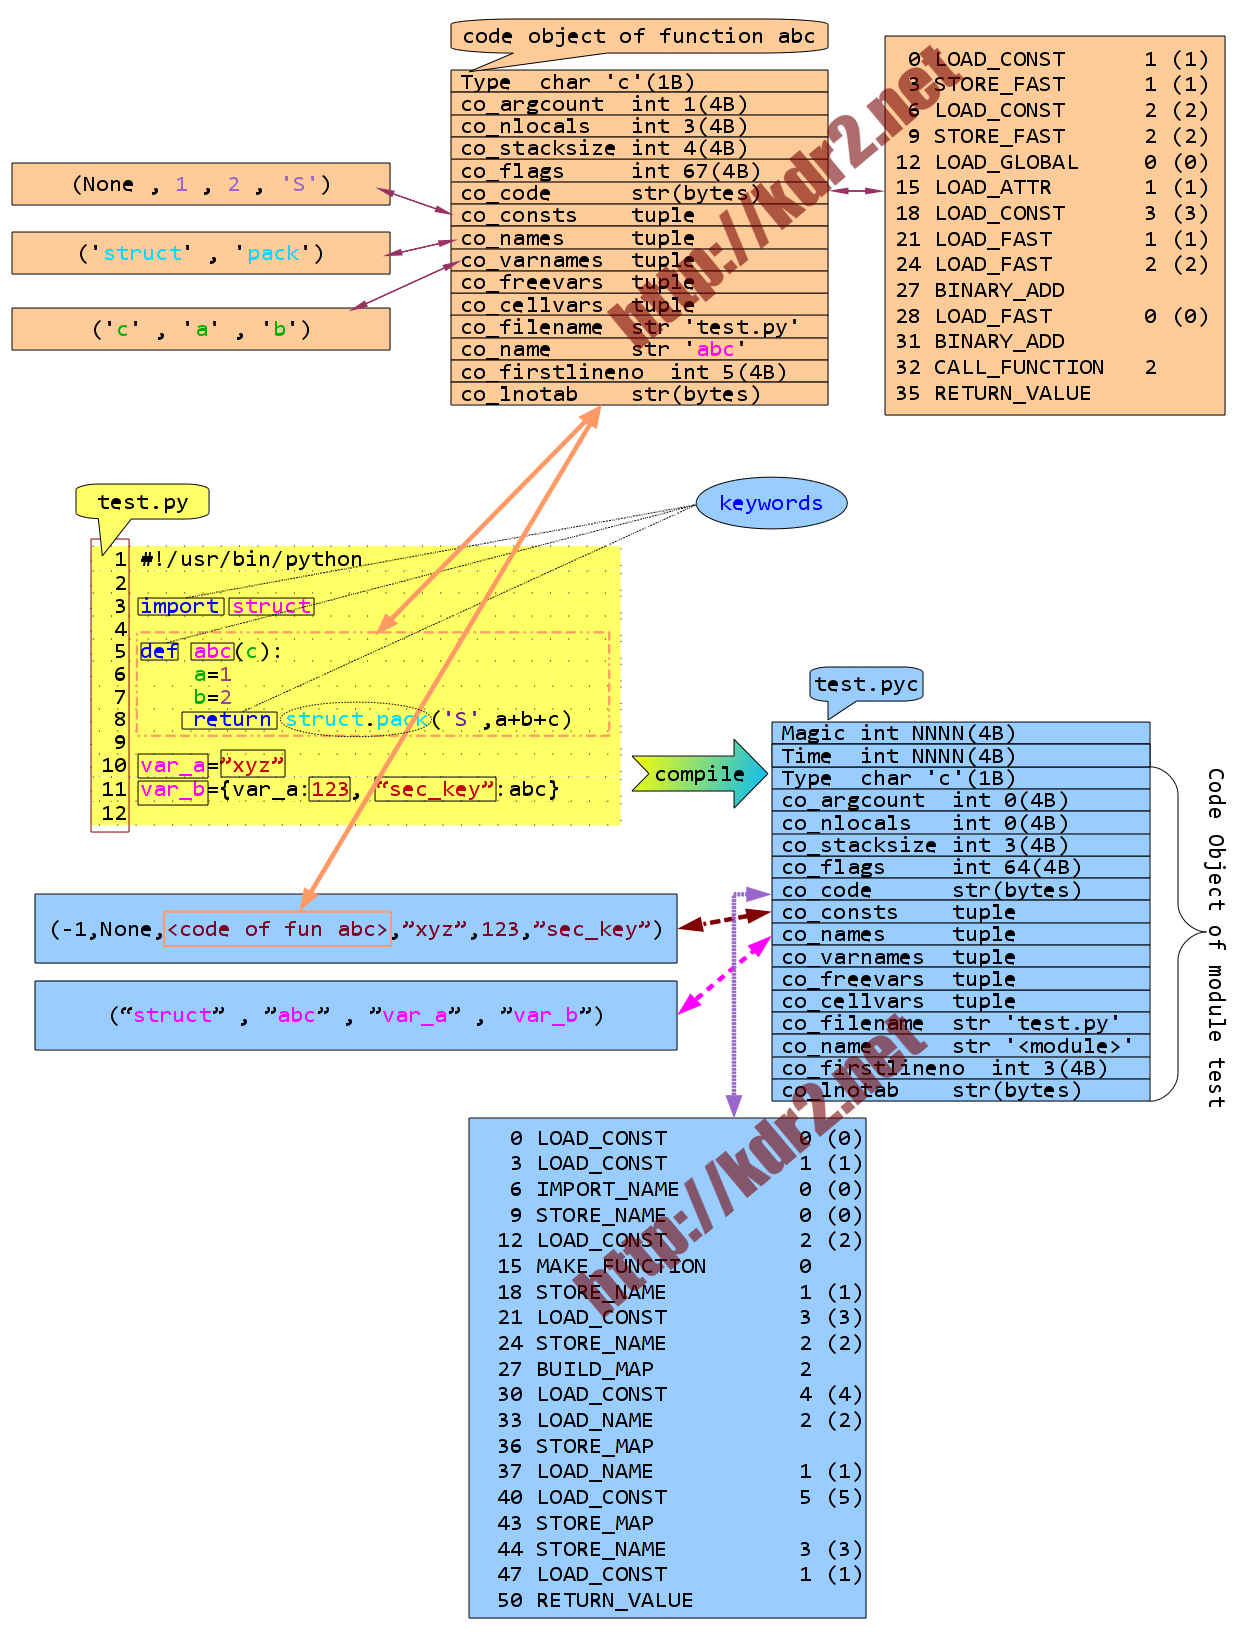 code object of function abc
Type  char 'c'(1B)
co_argcount  int 1(4B)
co_nlocals   int 3(4B)
co_stacksize int 4(4B)
co_flags     int 67(4B)
co_code      str(bytes)
co_consts    tuple
co_names     tuple
co_varnames  tuple
co_freevars  tuple
co_cellvars  tuple
co_filename  str 'test.py'
co_name      str 'abc'
co_firstlineno  int 5(4B)
co_lnotab    str(bytes)
0 LOAD_CONST      1 (1)
3 STORE_FAST      1 (1)
6 LOAD_CONST      2 (2)
9 STORE_FAST      2 (2)
12 LOAD_GLOBAL     0 (0)
15 LOAD_ATTR       1 (1)
18 LOAD_CONST      3 (3)
21 LOAD_FAST       1 (1)
24 LOAD_FAST       2 (2)
27 BINARY_ADD
28 LOAD_FAST       0 (0)
31 BINARY_ADD
32 CALL_FUNCTION   2
35 RETURN_VALUE
http://kdr2.net
(None , 1 , 2 , 'S')
('struct' , 'pack')
('c' , 'a' , 'b')
test.py
keywords
1 #!/usr/bin/python
2
3 import struct
4
5 def abc(c):
6     a=1
7     b=2
8     return struct.pack('S',a+b+c)
9
10 var_a=”xyz”
11 var_b={var_a:123, “sec_key”:abc}
12
compile
test.pyc
Magic int NNNN(4B)
Time  int NNNN(4B)
Type  char 'c'(1B)
co_argcount  int 0(4B)
co_nlocals   int 0(4B)
co_stacksize int 3(4B)
co_flags     int 64(4B)
co_code      str(bytes)
co_consts    tuple
co_names     tuple
co_varnames  tuple
co_freevars  tuple
co_cellvars  tuple
co_filename  str 'test.py'
co_name      str '<module>'
co_firstlineno  int 3(4B)
co_lnotab    str(bytes)
Code Object of module test
(-1,None,<code of fun abc>,”xyz”,123,”sec_key”)
(“struct” , ”abc” , ”var_a” , ”var_b”)
0 LOAD_CONST          0 (0)
3 LOAD_CONST          1 (1)
6 IMPORT_NAME         0 (0)
9 STORE_NAME          0 (0)
12 LOAD_CONST          2 (2)
15 MAKE_FUNCTION       0
18 STORE_NAME          1 (1)
21 LOAD_CONST          3 (3)
24 STORE_NAME          2 (2)
27 BUILD_MAP           2
30 LOAD_CONST          4 (4)
33 LOAD_NAME           2 (2)
36 STORE_MAP
37 LOAD_NAME           1 (1)
40 LOAD_CONST          5 (5)
43 STORE_MAP
44 STORE_NAME          3 (3)
47 LOAD_CONST          1 (1)
50 RETURN_VALUE
http://kdr2.net